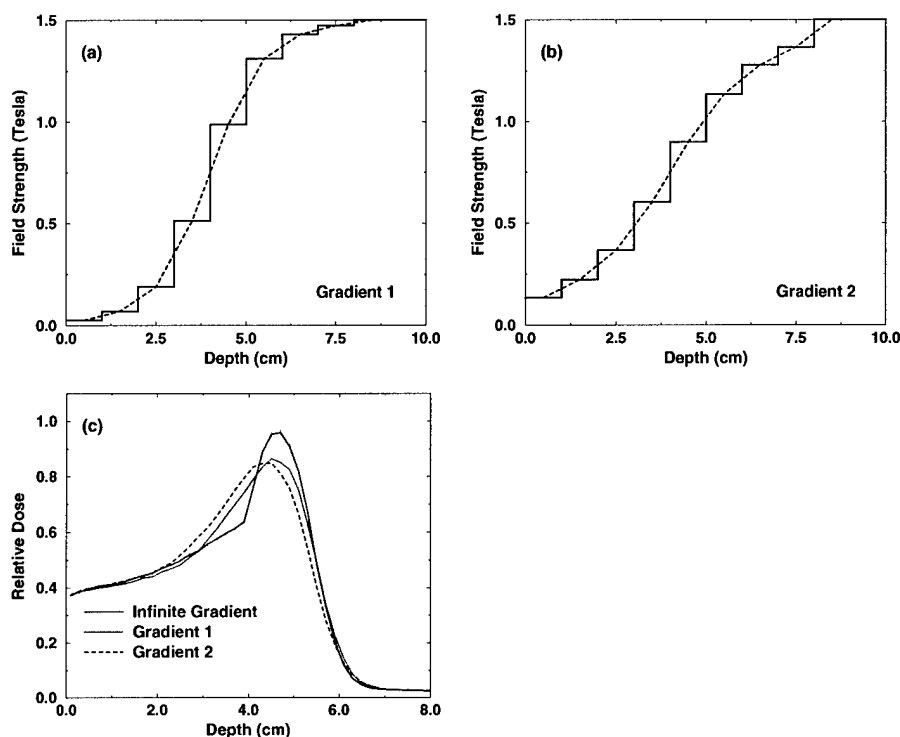 (a)
Field Strength (Tesla)
1.5
1.0
0.5
0.0
Gradient 1
0.0 2.5 5.0 7.5 10.0
Depth (cm)
(b)
Field Strength (Tesla)
1.5
1.0
0.5
0.0
Gradient 2
0.0 2.5 5.0 7.5 10.0
Depth (cm)
(c)
Relative Dose
1.0
0.8
0.6
0.4
0.2
0.0
Infinite Gradient
Gradient 1
Gradient 2
0.0 2.0 4.0 6.0 8.0
Depth (cm)